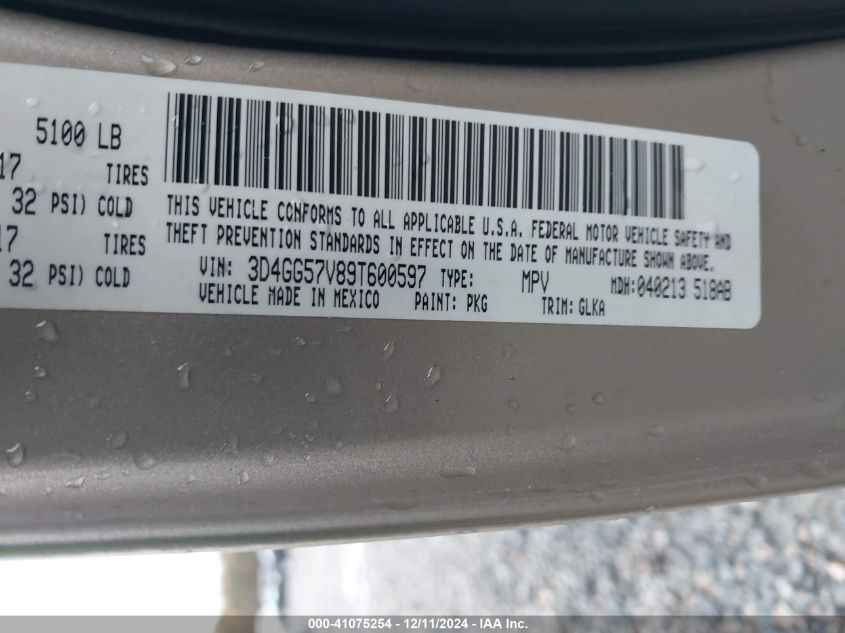 5100 LB
17 TIRES
32 PSI) COLD
17 TIRES
32 PSI) COLD
THIS VEHICLE CONFORMS TO ALL APPLICABLE U.S.A. FEDERAL MOTOR VEHICLE SAFETY AND
THEFT PREVENTION STANDARDS IN EFFECT ON THE DATE OF MANUFACTURE SHOWN ABOVE.
VIN: 3D4GG57V89T600597 TYPE: MPV MDH:040213 518AB
VEHICLE MADE IN MEXICO PAINT: PKG TRIM: GLKA
000-41075254 - 12/11/2024 - IAA Inc.